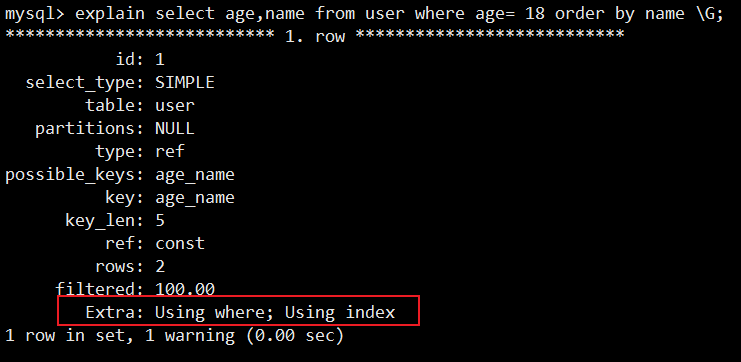 mysql> explain select age,name from user where age= 18 order by name \G;
*************************** 1. row ***************************
id: 1
select_type: SIMPLE
table: user
partitions: NULL
type: ref
possible_keys: age_name
key: age_name
key_len: 5
ref: const
rows: 2
filtered: 100.00
Extra: Using where; Using index
1 row in set, 1 warning (0.00 sec)